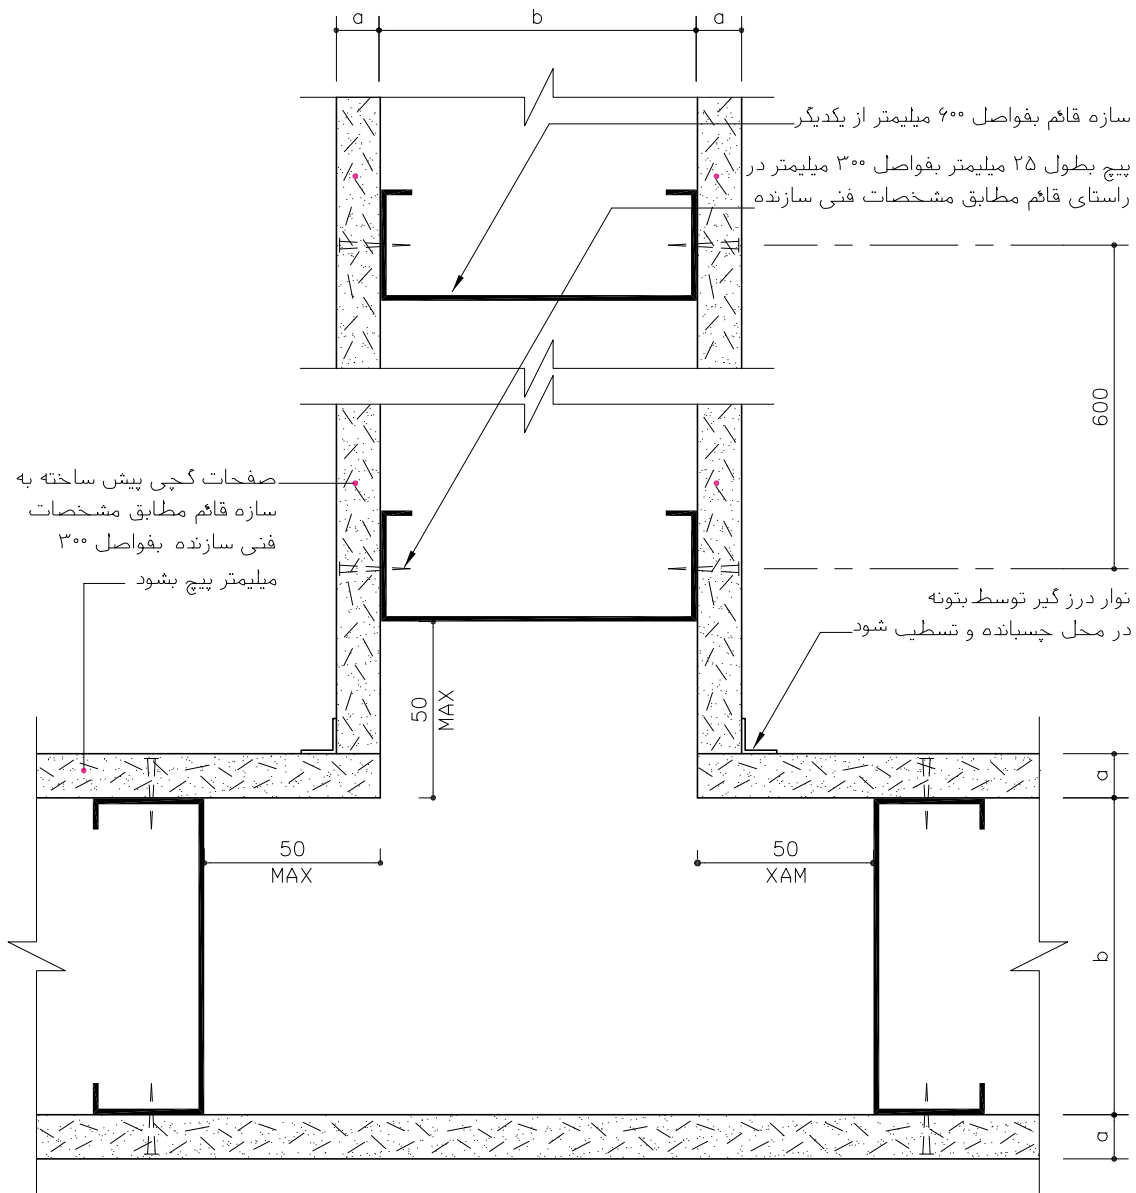 a
b
a
سازه قائم بفواصل ۶۰۰ میلیمتر از یکدیگر
پیچ بطول ۲۵ میلیمتر بفواصل ۳۰۰ میلیمتر در
راستای قائم مطابق مشخصات فنی سازنده
600
صفحات گچی پیش ساخته به
سازه قائم مطابق مشخصات
فنی سازنده بفواصل ۳۰۰
میلیمتر پیچ بشود
نوار درز گیر توسط بتونه
در محل چسبانده و تسطیب شود
50
MAX
a
50
MAX
50
XAM
b
a